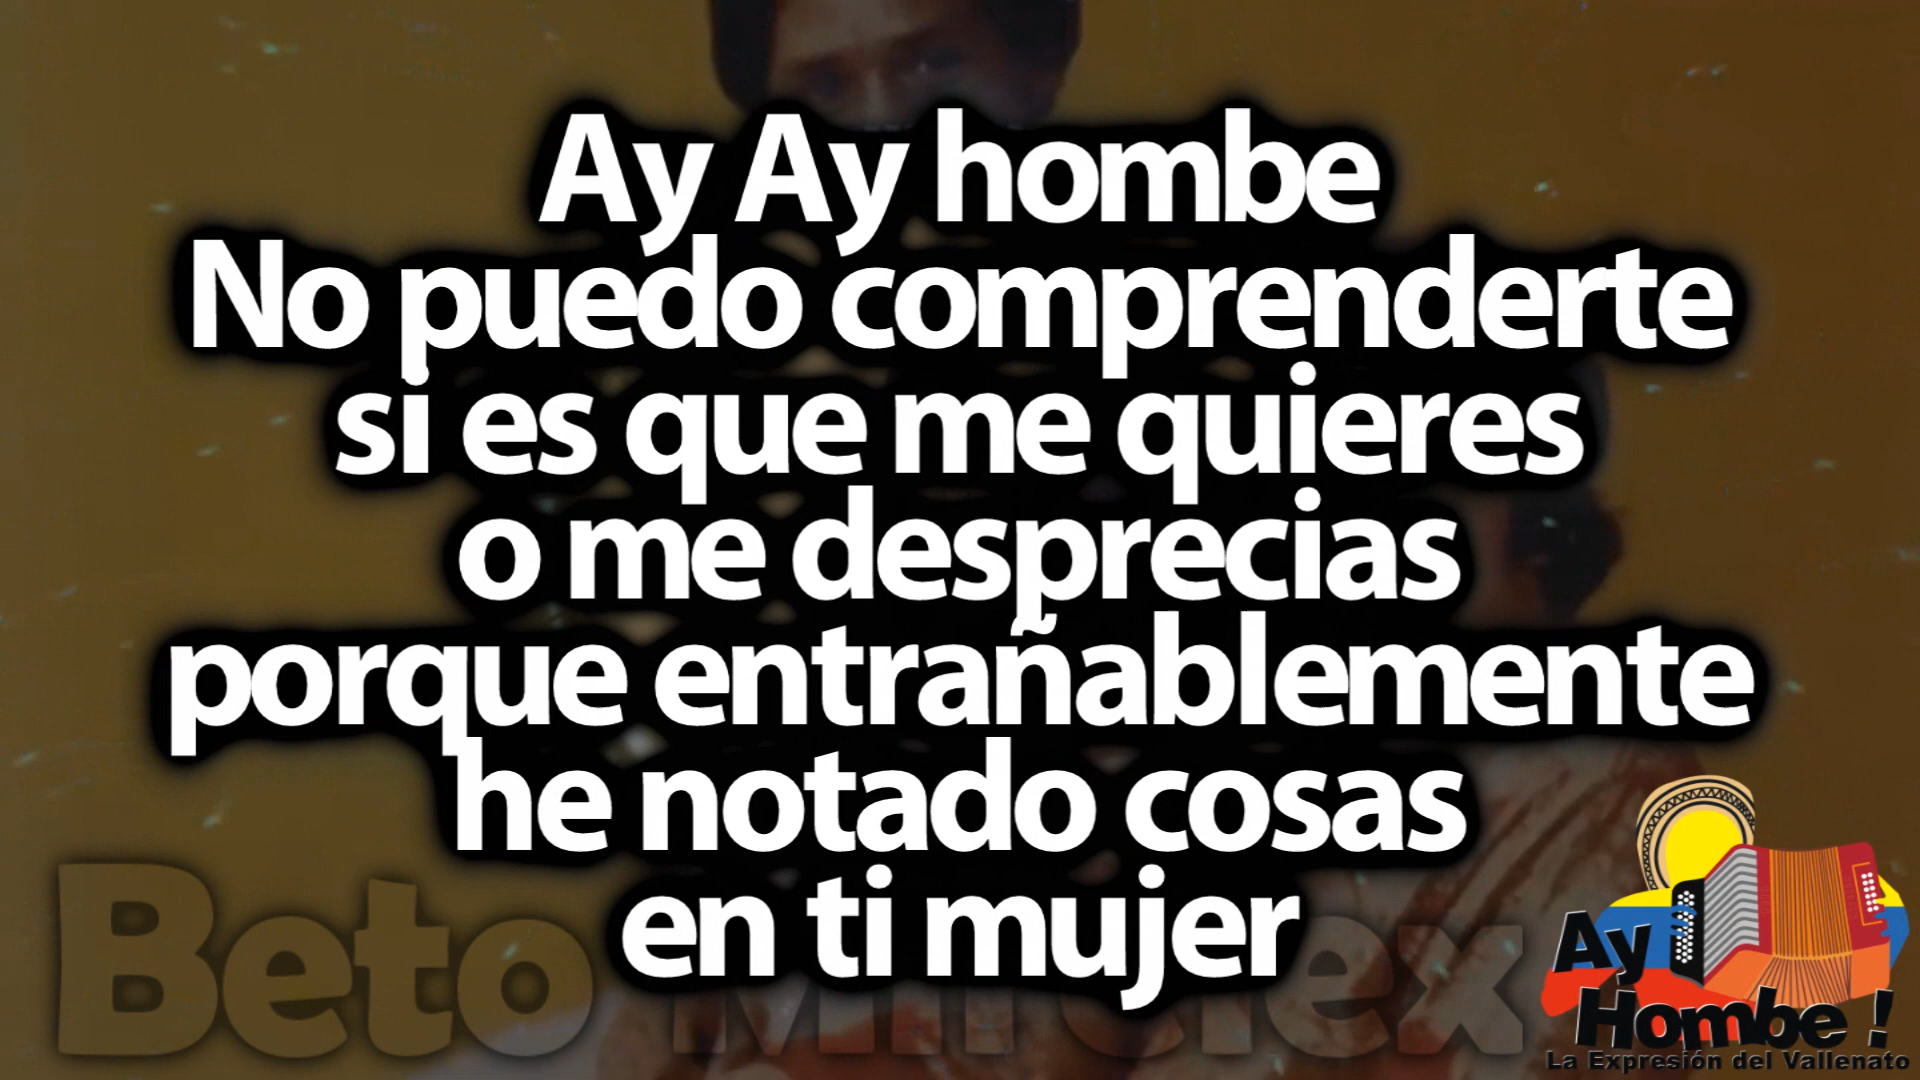 Ay Ay hombe
No puedo comprenderte
si es que me quieres
o me desprecias
porque entrañablemente
he notado cosas
en ti mujer
Beto
Ay
Hombe !
La Expresión del Vallenato